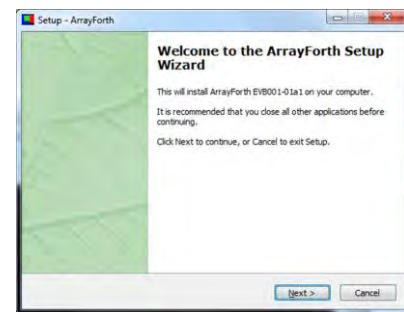 Setup - ArrayForth
Welcome to the ArrayForth Setup
Wizard
This will install ArrayForth EVB001-01a1 on your computer.
It is recommended that you close all other applications before
continuing.
Click Next to continue, or Cancel to exit Setup.
Next >
Cancel